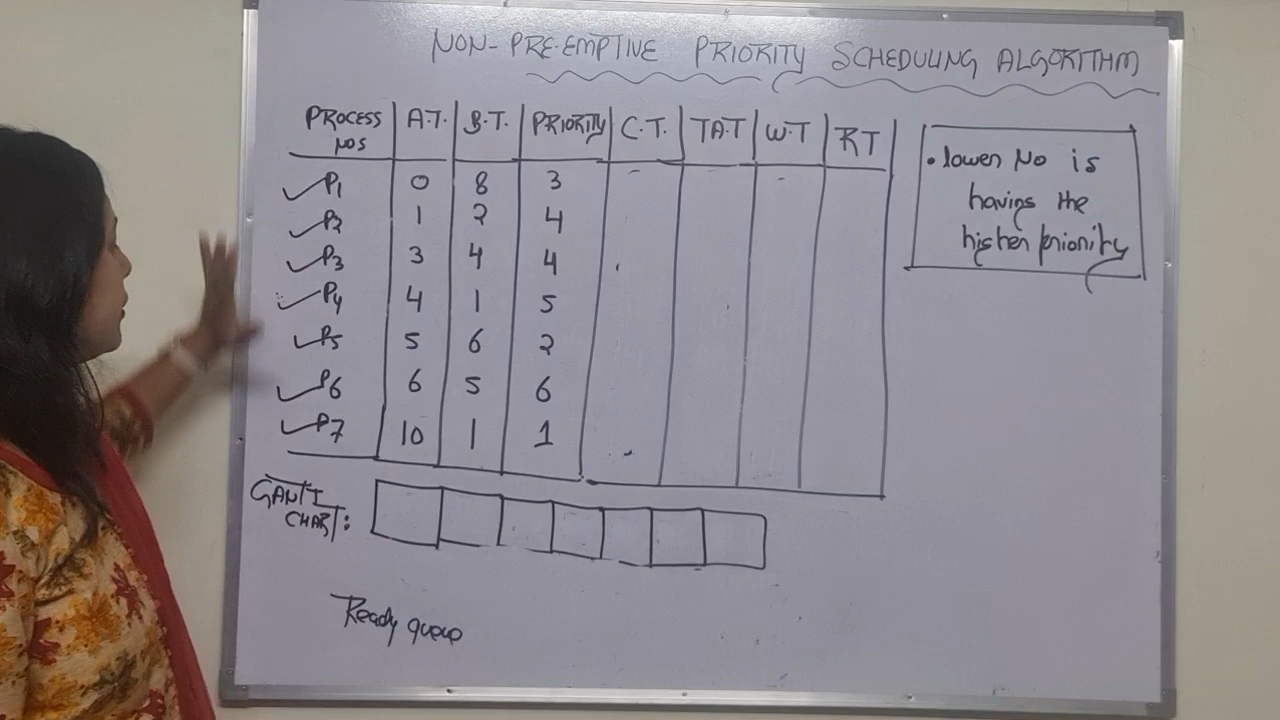 NON-PRE-EMPTIVE PRIORITY SCHEDULING ALGORITHM
PROCESS NOS A.T. B.T. PRIORITY C.T. TA.T W.T RT
P1 0 8 3
P2 1 2 4
P3 3 4 4
P4 4 1 5
P5 5 6 2
P6 6 5 6
P7 10 1 1
• lower No is
having the
higher priority
GANTT
CHART:
Ready queue